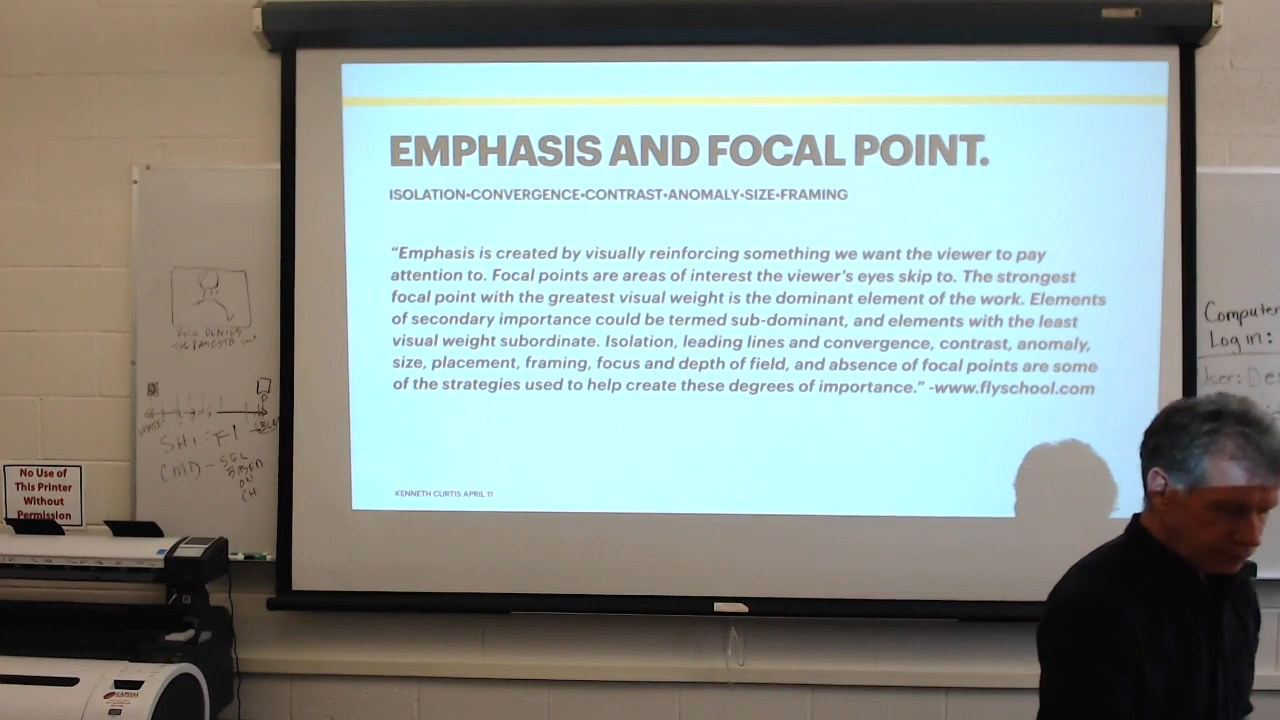 EMPHASIS AND FOCAL POINT.
ISOLATION•CONVERGENCE•CONTRAST•ANOMALY•SIZE•FRAMING
“Emphasis is created by visually reinforcing something we want the viewer to pay
attention to. Focal points are areas of interest the viewer’s eyes skip to. The strongest
focal point with the greatest visual weight is the dominant element of the work. Elements
of secondary importance could be termed sub-dominant, and elements with the least
visual weight subordinate. Isolation, leading lines and convergence, contrast, anomaly,
size, placement, framing, focus and depth of field, and absence of focal points are some
of the strategies used to help create these degrees of importance.” -www.flyschool.com
KENNETH CURTIS APRIL 11
No Use of
This Printer
Without
Permission
CMD -
BASED
ON
Computer
Log in:
User: De